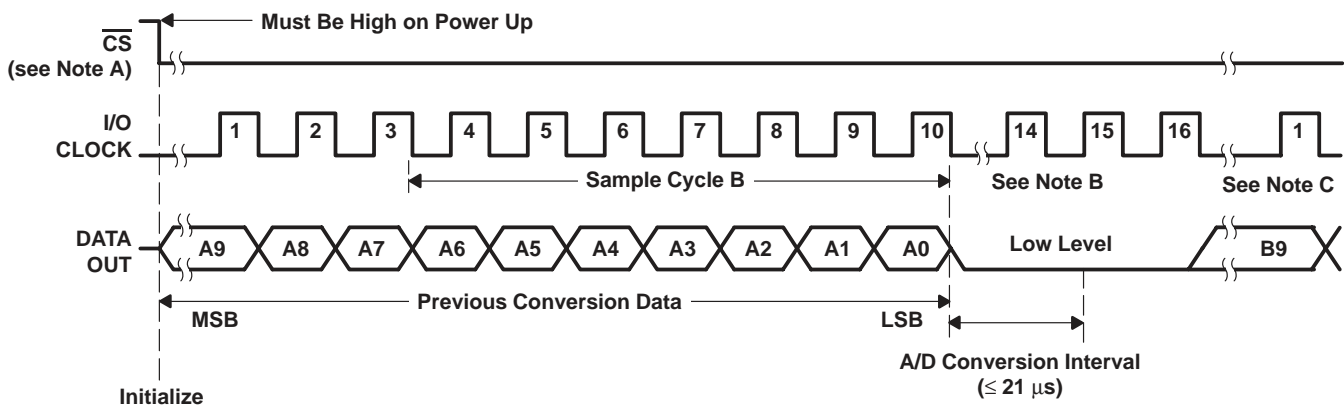 Must Be High on Power Up
CS
(see Note A)
I/O
CLOCK
1 2 3 4 5 6 7 8 9 10 14 15 16 1
Sample Cycle B
See Note B
See Note C
DATA
OUT
A9 A8 A7 A6 A5 A4 A3 A2 A1 A0
Low Level
B9
Previous Conversion Data
MSB
LSB
A/D Conversion Interval
(≤ 21 μs)
Initialize